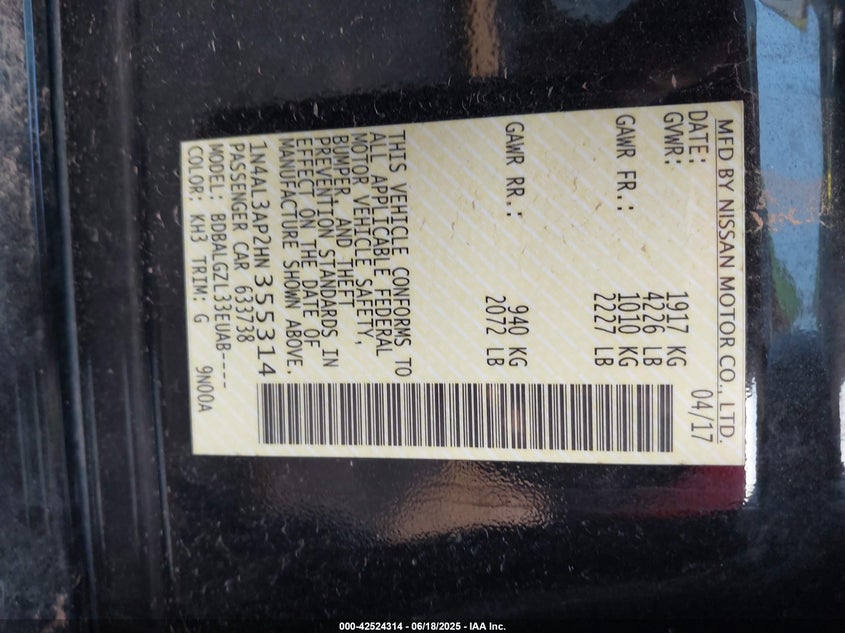 MFD BY NISSAN MOTOR CO., LTD.
DATE: 04/17
GVWR: 1917 KG
4226 LB
GAWR FR.: 1010 KG
2227 LB
GAWR RR.: 940 KG
2072 LB
THIS VEHICLE CONFORMS TO
ALL APPLICABLE FEDERAL
MOTOR VEHICLE SAFETY,
BUMPER, AND THEFT
PREVENTION STANDARDS IN
EFFECT ON THE DATE OF
MANUFACTURE SHOWN ABOVE.
1N4AL3AP2HN355314
PASSENGER CAR 633738
MODEL: BDBALGZL33EUAB----
COLOR: KH3 TRIM: G 9N00A
000-42524314 - 06/18/2025 - IAA Inc.